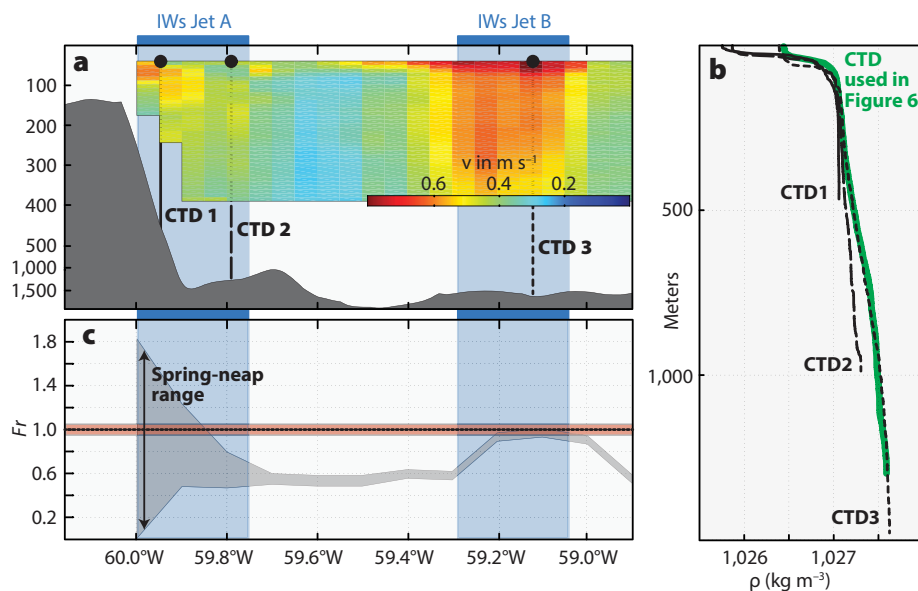 IWs Jet A
IWs Jet B
a
100
200
300
400
500
1,000
1,500
v in m s⁻¹
0.6
0.4
0.2
CTD 1
CTD 2
CTD 3
c
1.8
1.4
1.0
0.6
0.2
Fr
Spring-neap
range
60.0°W
59.8°W
59.6°W
59.4°W
59.2°W
59.0°W
b
CTD
used in
Figure 6
CTD1
CTD2
CTD3
500
1,000
Meters
1,026
1,027
ρ (kg m⁻³)